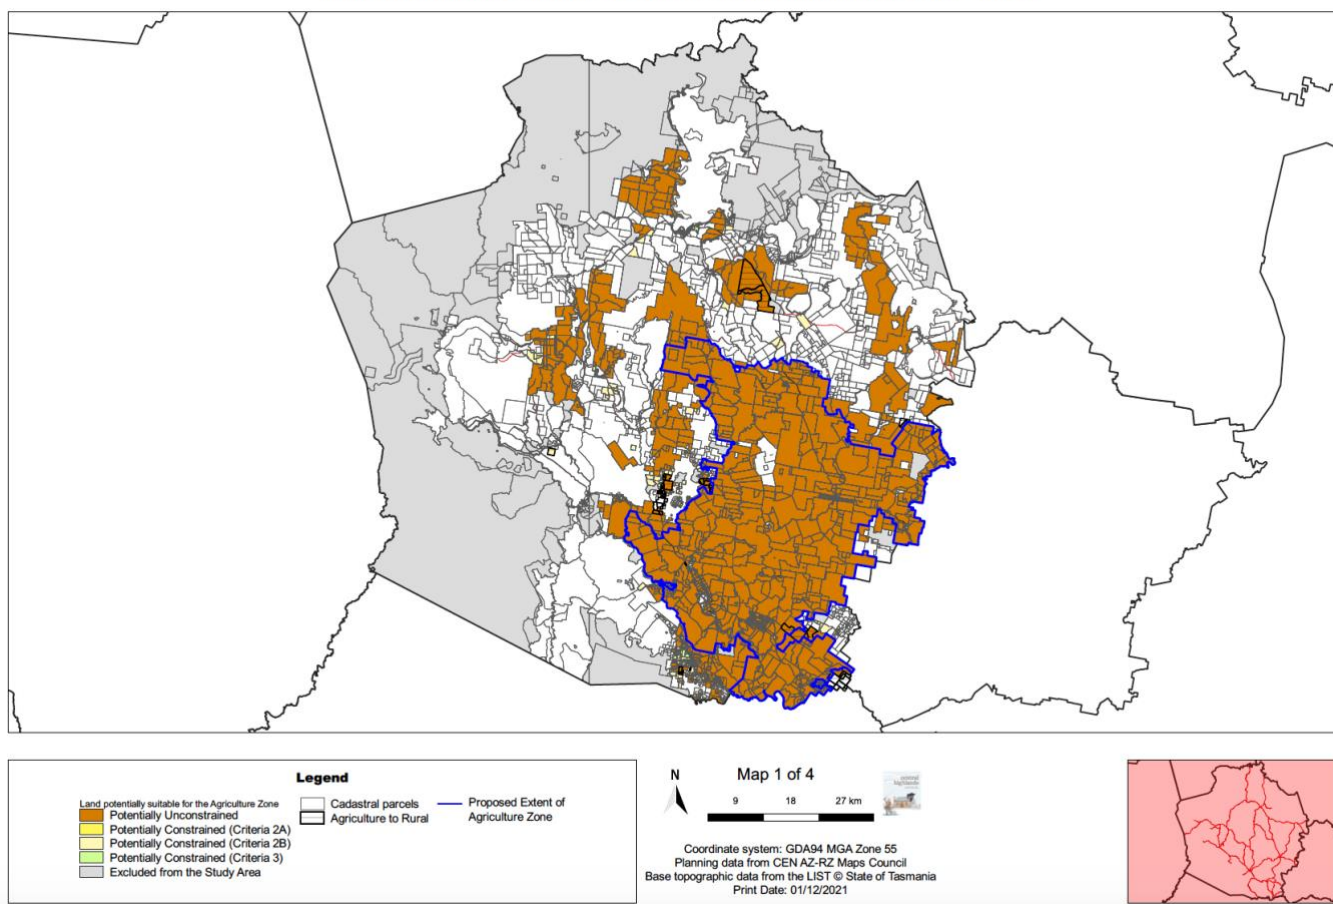 Legend
Land potentially suitable for the Agriculture Zone
Potentially Unconstrained
Potentially Constrained (Criteria 2A)
Potentially Constrained (Criteria 2B)
Potentially Constrained (Criteria 3)
Excluded from the Study Area
Cadastral parcels
Agriculture to Rural
Proposed Extent of
Agriculture Zone
N
Map 1 of 4
9 18 27 km
Coordinate system: GDA94 MGA Zone 55
Planning data from CEN AZ-RZ Maps Council
Base topographic data from the LIST © State of Tasmania
Print Date: 01/12/2021